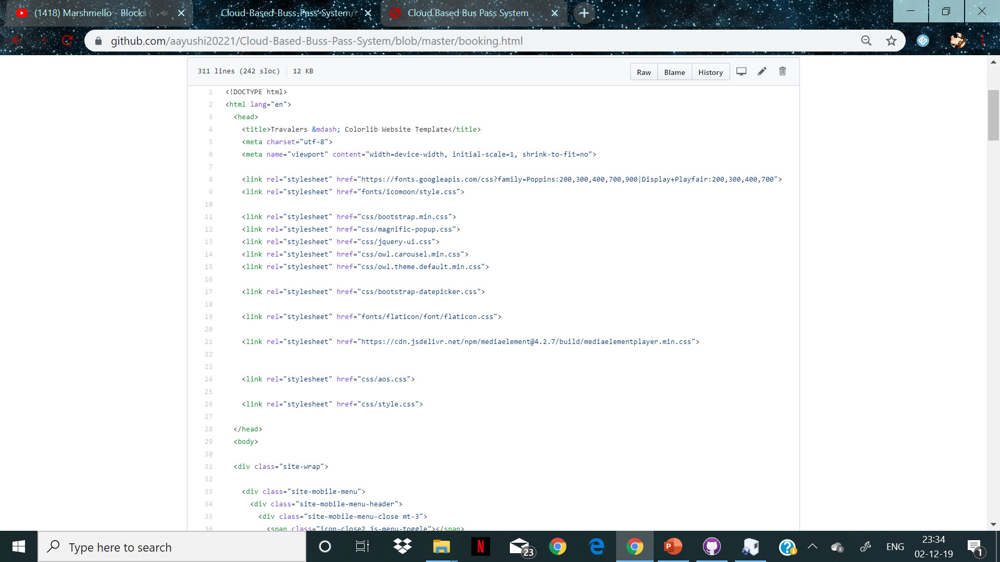 (1418) Marshmello - Blocks (
Cloud-Based-Buss-Pass-System/
Cloud Based Bus Pass System
github.com/aayushi20221/Cloud-Based-Buss-Pass-System/blob/master/booking.html
311 lines (242 sloc) 12 KB
Raw Blame History
1 <!DOCTYPE html>
2 <html lang="en">
3 <head>
4 <title>Travalers &mdash; Colorlib Website Template</title>
5 <meta charset="utf-8">
6 <meta name="viewport" content="width=device-width, initial-scale=1, shrink-to-fit=no">
7
8 <link rel="stylesheet" href="https://fonts.googleapis.com/css?family=Poppins:200,300,400,700,900|Display+Playfair:200,300,400,700">
9 <link rel="stylesheet" href="fonts/icomoon/style.css">
10
11 <link rel="stylesheet" href="css/bootstrap.min.css">
12 <link rel="stylesheet" href="css/magnific-popup.css">
13 <link rel="stylesheet" href="css/jquery-ui.css">
14 <link rel="stylesheet" href="css/owl.carousel.min.css">
15 <link rel="stylesheet" href="css/owl.theme.default.min.css">
16
17 <link rel="stylesheet" href="css/bootstrap-datepicker.css">
18
19 <link rel="stylesheet" href="fonts/flaticon/font/flaticon.css">
20
21 <link rel="stylesheet" href="https://cdn.jsdelivr.net/npm/mediaelement@4.2.7/build/mediaelementplayer.min.css">
22
23
24 <link rel="stylesheet" href="css/aos.css">
25
26 <link rel="stylesheet" href="css/style.css">
27
28 </head>
29 <body>
30
31 <div class="site-wrap">
32
33 <div class="site-mobile-menu">
34 <div class="site-mobile-menu-header">
35 <div class="site-mobile-menu-close mt-3">
36 <span class="icon-close2 js-menu-toggle"></span>
Type here to search
N
23
P
ENG
23:34
02-12-19
1